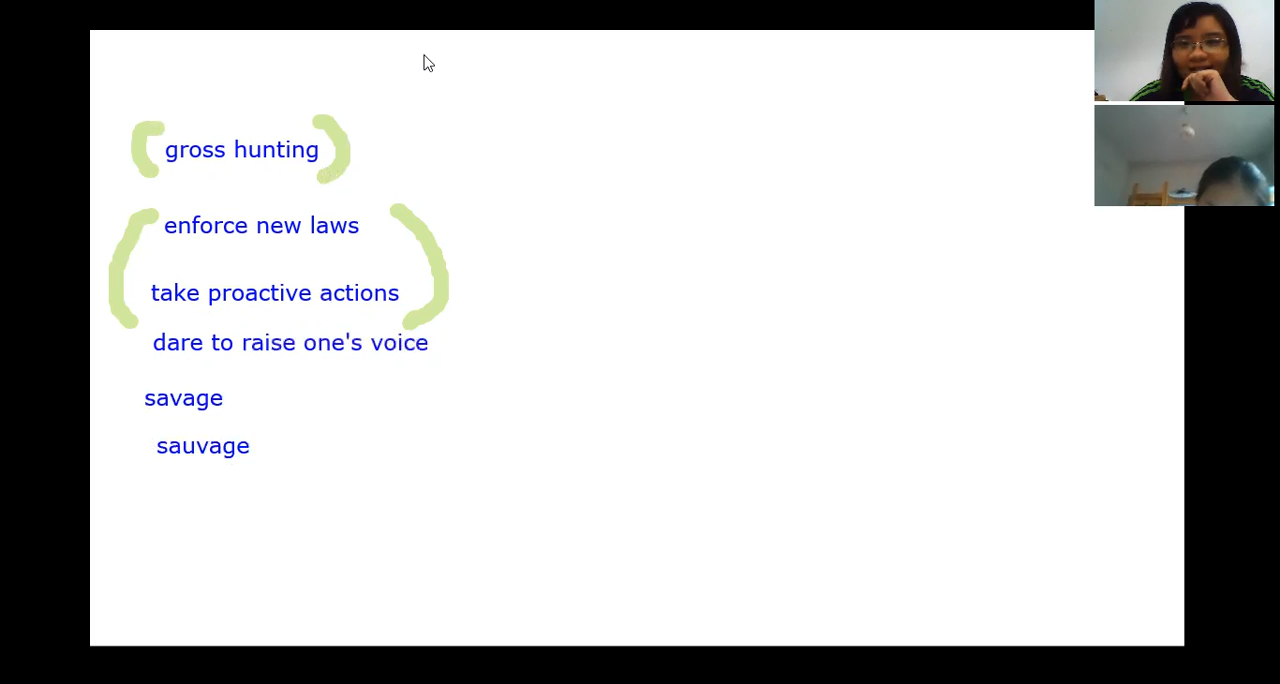 gross hunting
enforce new laws
take proactive actions
dare to raise one's voice
savage
sauvage